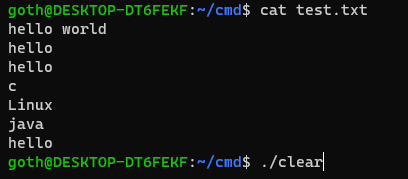 goth@DESKTOP-DT6FEKF:~/cmd$ cat test.txt
hello world
hello
hello
c
Linux
java
hello
goth@DESKTOP-DT6FEKF:~/cmd$ ./clear